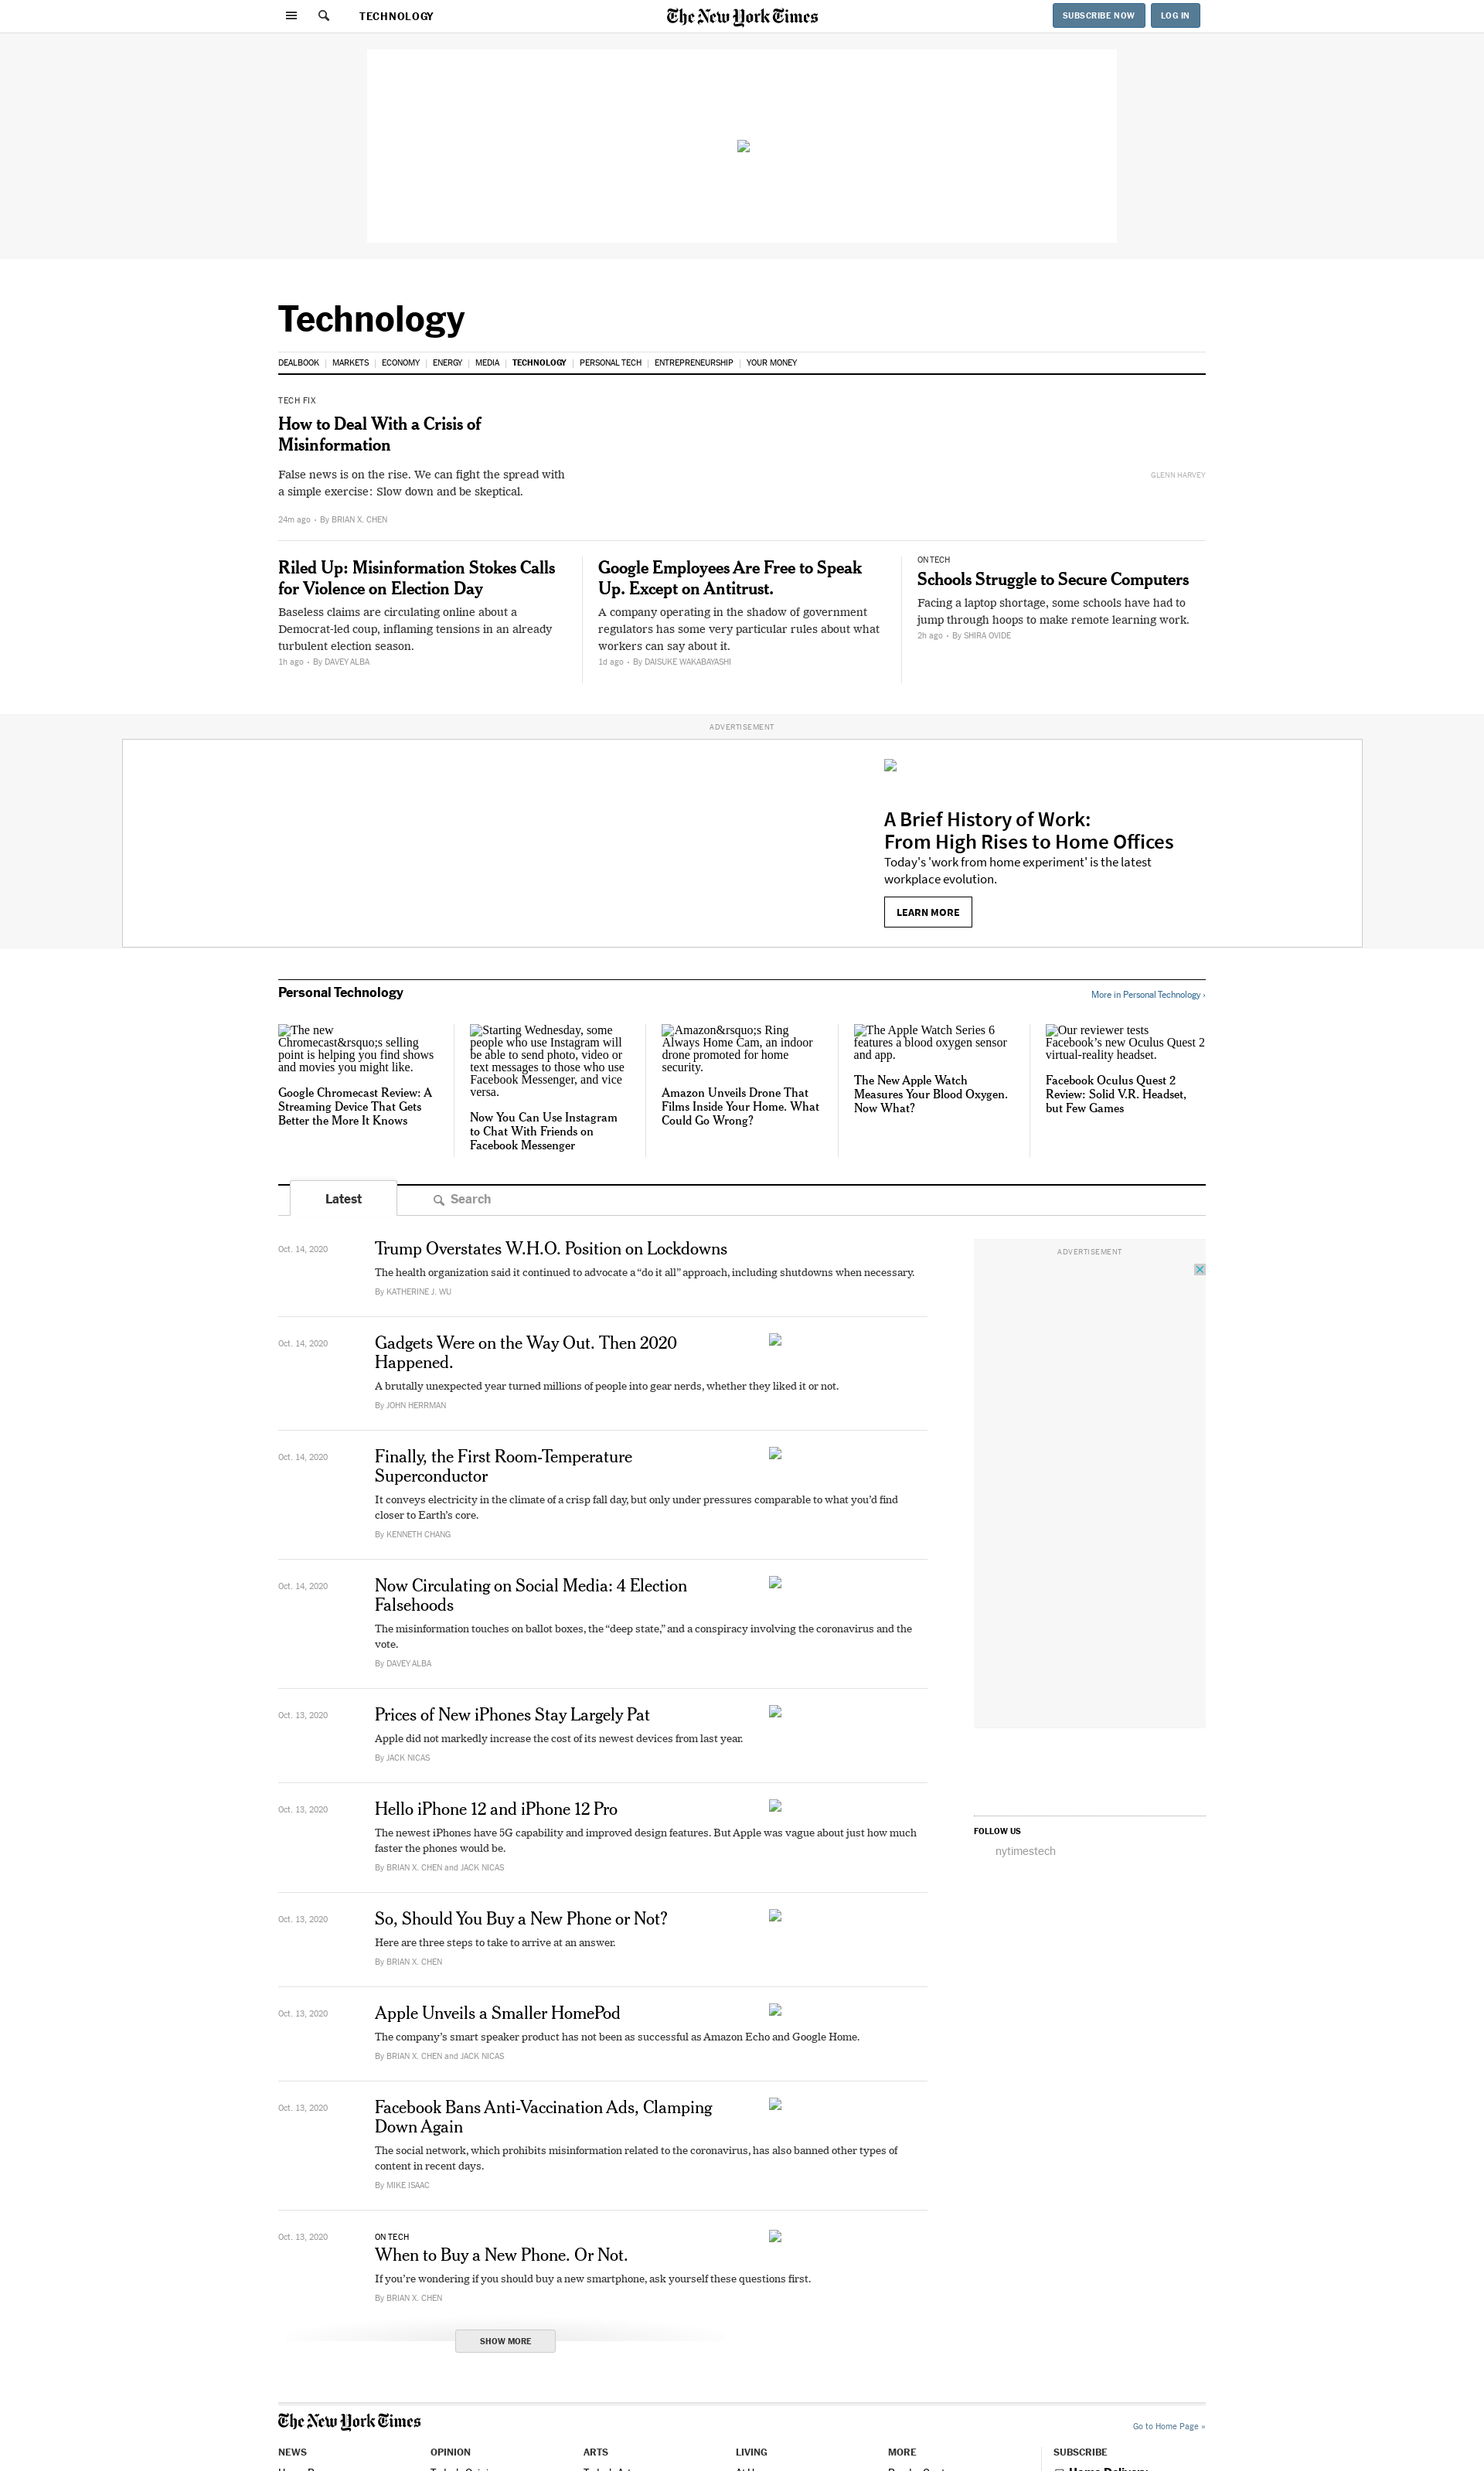 TECHNOLOGY
The New York Times
SUBSCRIBE NOW
LOG IN
Technology
DEALBOOK
MARKETS
ECONOMY
ENERGY
MEDIA
TECHNOLOGY
PERSONAL TECH
ENTREPRENEURSHIP
YOUR MONEY
TECH FIX
How to Deal With a Crisis of
Misinformation
False news is on the rise. We can fight the spread with
a simple exercise: Slow down and be skeptical.
GLENN HARVEY
24m ago • By BRIAN X. CHEN
Riled Up: Misinformation Stokes Calls
for Violence on Election Day
Baseless claims are circulating online about a
Democrat-led coup, inflaming tensions in an already
turbulent election season.
1h ago • By DAVEY ALBA
Google Employees Are Free to Speak
Up. Except on Antitrust.
A company operating in the shadow of government
regulators has some very particular rules about what
workers can say about it.
1d ago • By DAISUKE WAKABAYASHI
ON TECH
Schools Struggle to Secure Computers
Facing a laptop shortage, some schools have had to
jump through hoops to make remote learning work.
2h ago • By SHIRA OVIDE
ADVERTISEMENT
A Brief History of Work:
From High Rises to Home Offices
Today's 'work from home experiment' is the latest
workplace evolution.
LEARN MORE
Personal Technology
More in Personal Technology ›
The new
Chromecast&rsquo;s selling
point is helping you find shows
and movies you might like.
Google Chromecast Review: A
Streaming Device That Gets
Better the More It Knows
Starting Wednesday, some
people who use Instagram will
be able to send photo, video or
text messages to those who use
Facebook Messenger, and vice
versa.
Now You Can Use Instagram
to Chat With Friends on
Facebook Messenger
Amazon&rsquo;s Ring
Always Home Cam, an indoor
drone promoted for home
security.
Amazon Unveils Drone That
Films Inside Your Home. What
Could Go Wrong?
The Apple Watch Series 6
features a blood oxygen sensor
and app.
The New Apple Watch
Measures Your Blood Oxygen.
Now What?
Our reviewer tests
Facebook's new Oculus Quest 2
virtual-reality headset.
Facebook Oculus Quest 2
Review: Solid V.R. Headset,
but Few Games
Latest
Search
Oct. 14, 2020
Trump Overstates W.H.O. Position on Lockdowns
The health organization said it continued to advocate a “do it all” approach, including shutdowns when necessary.
By KATHERINE J. WU
Oct. 14, 2020
Gadgets Were on the Way Out. Then 2020
Happened.
A brutally unexpected year turned millions of people into gear nerds, whether they liked it or not.
By JOHN HERRMAN
Oct. 14, 2020
Finally, the First Room-Temperature
Superconductor
It conveys electricity in the climate of a crisp fall day, but only under pressures comparable to what you’d find
closer to Earth’s core.
By KENNETH CHANG
Oct. 14, 2020
Now Circulating on Social Media: 4 Election
Falsehoods
The misinformation touches on ballot boxes, the “deep state,” and a conspiracy involving the coronavirus and the
vote.
By DAVEY ALBA
Oct. 13, 2020
Prices of New iPhones Stay Largely Pat
Apple did not markedly increase the cost of its newest devices from last year.
By JACK NICAS
Oct. 13, 2020
Hello iPhone 12 and iPhone 12 Pro
The newest iPhones have 5G capability and improved design features. But Apple was vague about just how much
faster the phones would be.
By BRIAN X. CHEN and JACK NICAS
Oct. 13, 2020
So, Should You Buy a New Phone or Not?
Here are three steps to take to arrive at an answer.
By BRIAN X. CHEN
Oct. 13, 2020
Apple Unveils a Smaller HomePod
The company’s smart speaker product has not been as successful as Amazon Echo and Google Home.
By BRIAN X. CHEN and JACK NICAS
Oct. 13, 2020
Facebook Bans Anti-Vaccination Ads, Clamping
Down Again
The social network, which prohibits misinformation related to the coronavirus, has also banned other types of
content in recent days.
By MIKE ISAAC
Oct. 13, 2020
ON TECH
When to Buy a New Phone. Or Not.
If you’re wondering if you should buy a new smartphone, ask yourself these questions first.
By BRIAN X. CHEN
SHOW MORE
ADVERTISEMENT
FOLLOW US
nytimestech
The New York Times
Go to Home Page »
NEWS
OPINION
ARTS
LIVING
MORE
SUBSCRIBE